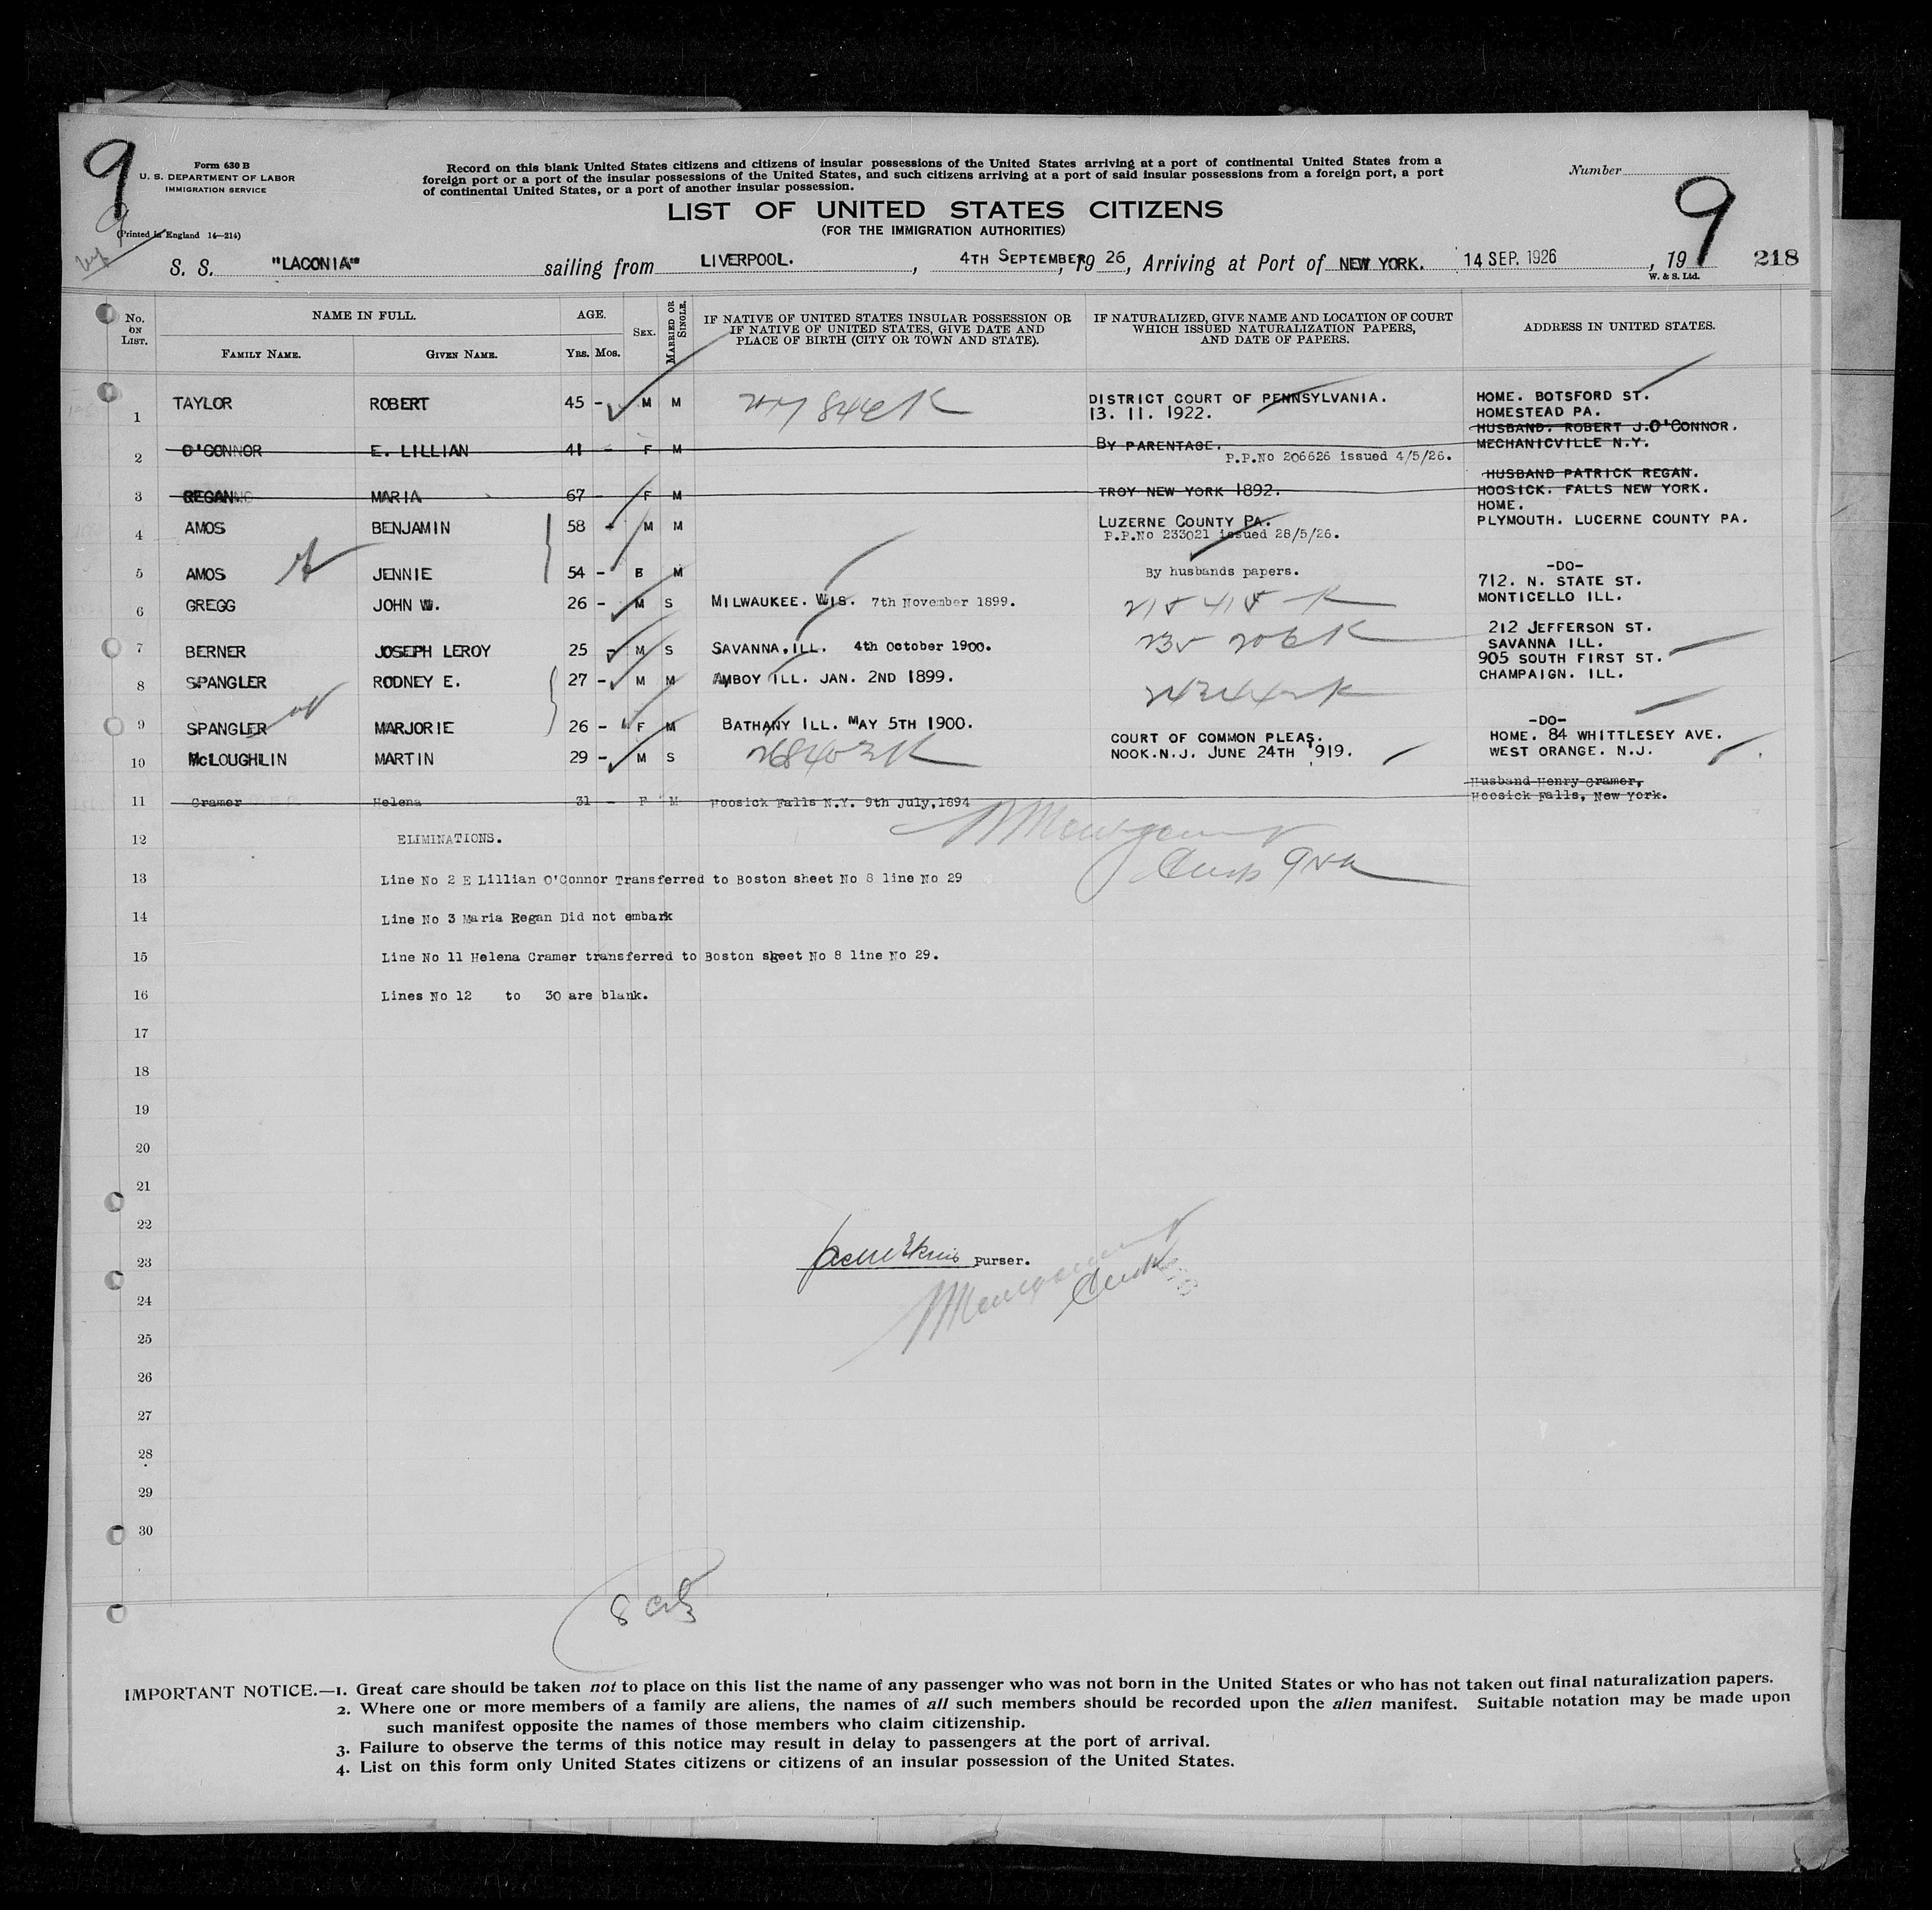 9
Form 630 B
U. S. DEPARTMENT OF LABOR
IMMIGRATION SERVICE
(Printed in England 14—214)
Record on this blank United States citizens and citizens of insular possessions of the United States arriving at a port of continental United States from a
foreign port or a port of the insular possessions of the United States, and such citizens arriving at a port of said insular possessions from a foreign port, a port
of continental United States, or a port of another insular possession.
Number
9
LIST OF UNITED STATES CITIZENS
(FOR THE IMMIGRATION AUTHORITIES)
S. S. "LACONIA" sailing from LIVERPOOL. , 4TH SEPTEMBER, 19 26, Arriving at Port of NEW YORK. 14 SEP. 1926 , 19 218
W. & S. Ltd.
No. ON LIST. NAME IN FULL. AGE. SEX. MARRIED OR SINGLE. IF NATIVE OF UNITED STATES INSULAR POSSESSION OR IF NATIVE OF UNITED STATES, GIVE DATE AND PLACE OF BIRTH (CITY OR TOWN AND STATE). IF NATURALIZED, GIVE NAME AND LOCATION OF COURT WHICH ISSUED NATURALIZATION PAPERS, AND DATE OF PAPERS. ADDRESS IN UNITED STATES.
FAMILY NAME. GIVEN NAME. YRS. MOS.
1 TAYLOR ROBERT 45 - M M DISTRICT COURT OF PENNSYLVANIA. HOME. BOTSFORD ST.
13. 11. 1922. HOMESTEAD PA.
HUSBAND. ROBERT J.O'CONNOR.
2 O'CONNOR E. LILLIAN 41 - F M BY PARENTAGE. MECHANICVILLE N.Y.
P.P.No 206626 issued 4/5/26.
HUSBAND PATRICK REGAN.
3 REGAN MARIA 67 - F M TROY NEW YORK 1892. HOOSICK. FALLS NEW YORK.
HOME.
4 AMOS BENJAMIN 58 - M M LUZERNE COUNTY PA. PLYMOUTH. LUCERNE COUNTY PA.
P.P.No 233021 issued 28/5/26.
5 AMOS JENNIE 54 - M By husbands papers. -DO-
712. N. STATE ST.
6 GREGG JOHN W. 26 - M S MILWAUKEE. WIS. 7th November 1899. MONTICELLO ILL.
212 JEFFERSON ST.
7 BERNER JOSEPH LEROY 25 - M S SAVANNA. ILL. 4th October 1900. SAVANNA ILL.
905 SOUTH FIRST ST.
8 SPANGLER RODNEY E. 27 - M M AMBOY ILL. JAN. 2ND 1899. CHAMPAIGN. ILL.
9 SPANGLER MARJORIE 26 - F M BATHANY ILL. MAY 5TH 1900. -DO-
COURT OF COMMON PLEAS. HOME. 84 WHITTLESEY AVE.
10 McLOUGHLIN MARTIN 29 - M S NOOK.N.J. JUNE 24TH 1919. WEST ORANGE. N.J.
Husband Henry Cramer,
11 Cramer Helena 31 - F M Hoosick Falls N.Y. 9th July,1894 Hoosick Falls, New York.
12 ELIMINATIONS.
13 Line No 2 E Lillian O'Connor Transferred to Boston sheet No 8 line No 29
14 Line No 3 Maria Regan Did not embark
15 Line No 11 Helena Cramer transferred to Boston sheet No 8 line No 29.
16 Lines No 12 to 30 are blank.
17
18
19
20
21
22
23 Purser.
24
25
26
27
28
29
30
IMPORTANT NOTICE.—1. Great care should be taken not to place on this list the name of any passenger who was not born in the United States or who has not taken out final naturalization papers.
2. Where one or more members of a family are aliens, the names of all such members should be recorded upon the alien manifest. Suitable notation may be made upon
such manifest opposite the names of those members who claim citizenship.
3. Failure to observe the terms of this notice may result in delay to passengers at the port of arrival.
4. List on this form only United States citizens or citizens of an insular possession of the United States.